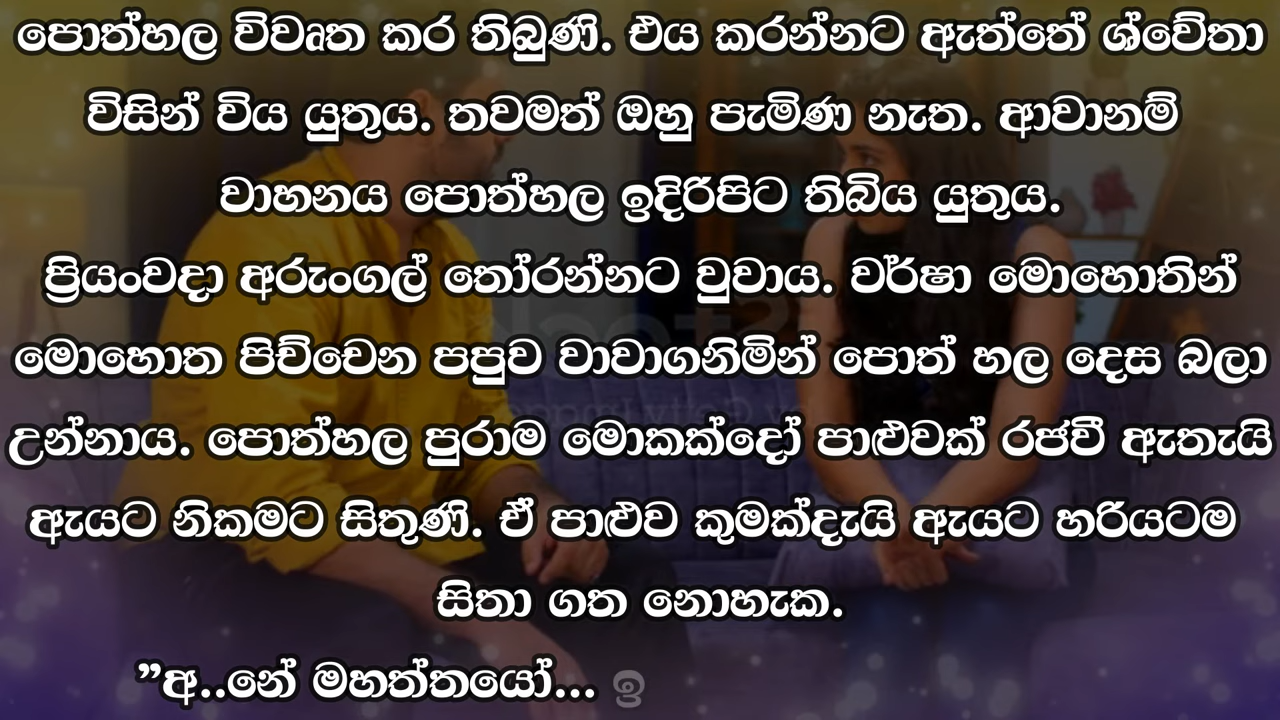 පොත්හල විවෘත කර තිබුණි. එය කරන්නට ඇත්තේ ශ්වේතා
විසින් විය යුතුය. තවමත් ඔහු පැමිණ නැත. ආවානම්
වාහනය පොත්හල ඉදිරිපිට තිබිය යුතුය.
ප්‍රියංවදා අරුංගල් තෝරන්නට වුවාය. වර්ෂා මොහොතින්
මොහොත පිච්චෙන පපුව වාවාගනිමින් පොත් හල දෙස බලා
උන්නාය. පොත්හල පුරාම මොකක්දෝ පාළුවක් රජවී ඇතැයි
ඇයට නිකමට සිතුණි. ඒ පාළුව කුමක්දැයි ඇයට හරියටම
සිතා ගත නොහැක.
”අ..නේ මහත්තයෝ... ඉ